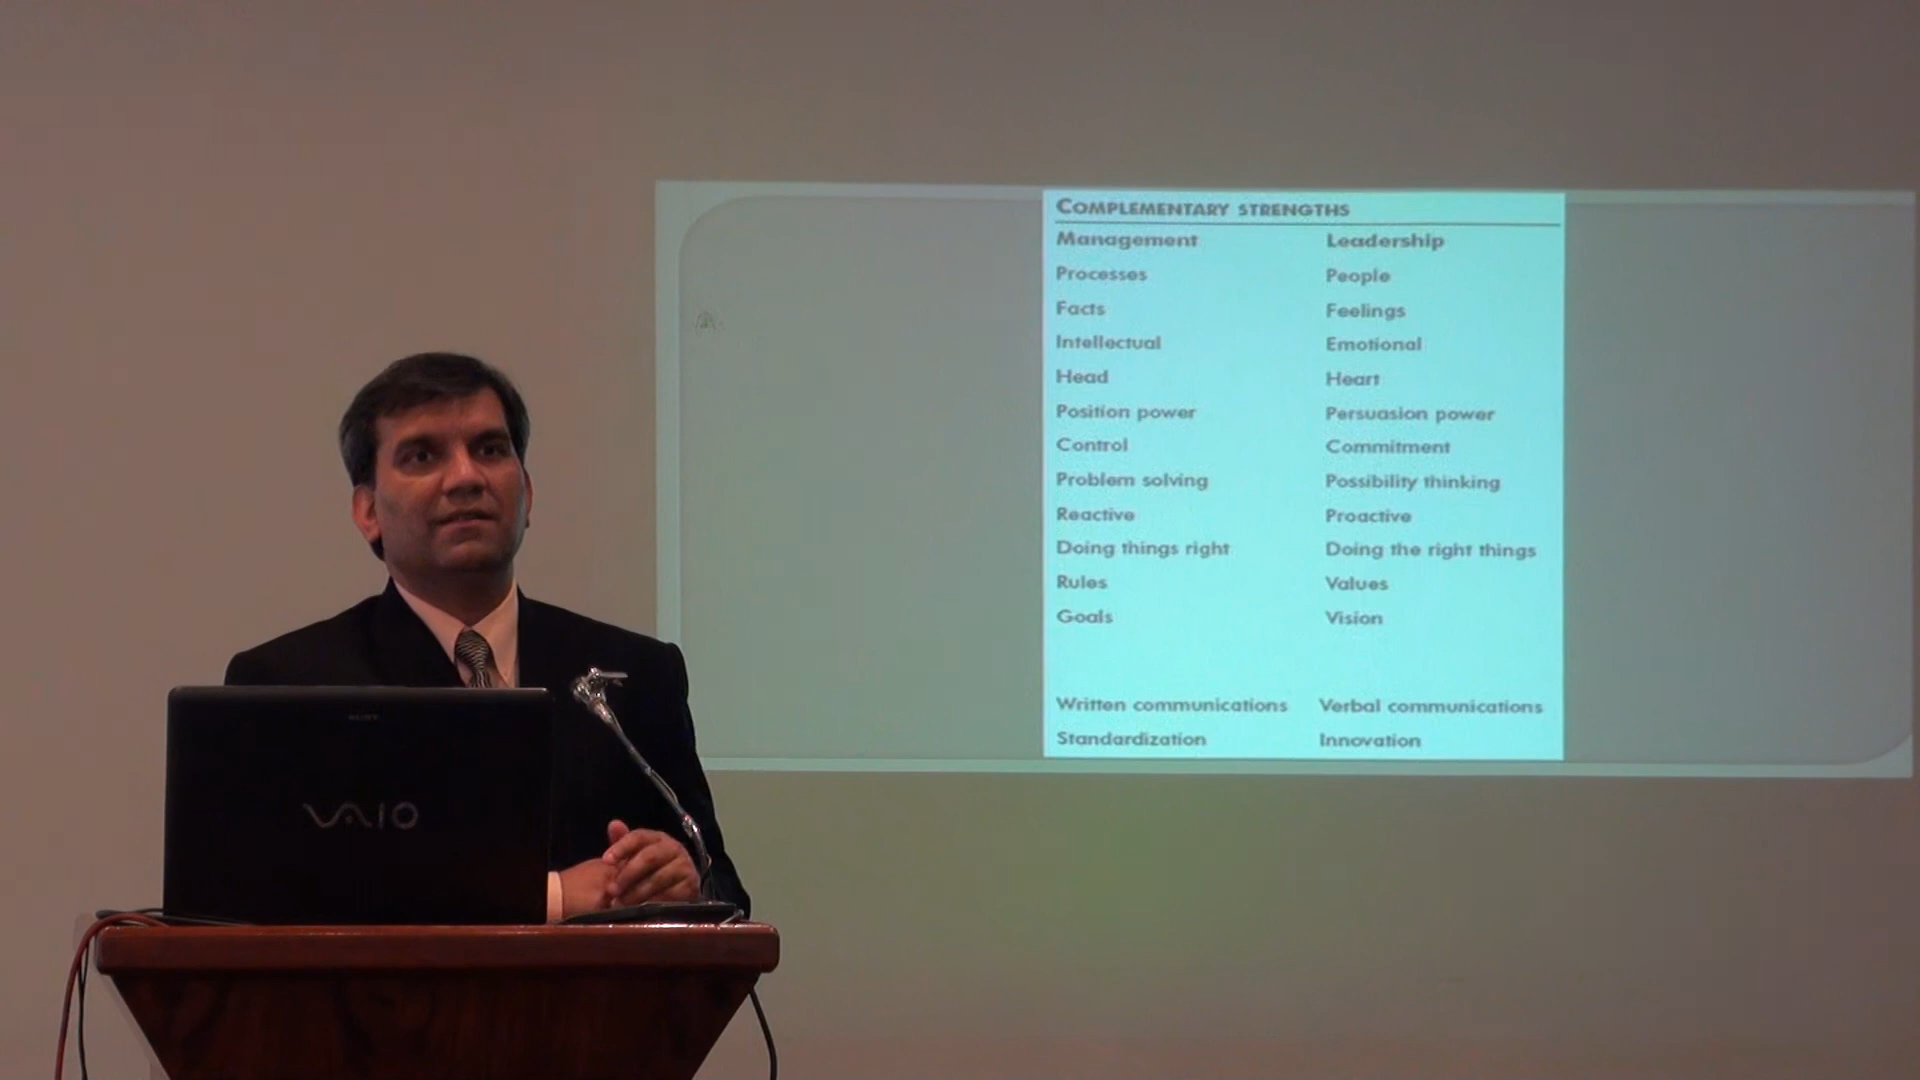 COMPLEMENTARY STRENGTHS
Management Leadership
Processes People
Facts Feelings
Intellectual Emotional
Head Heart
Position power Persuasion power
Control Commitment
Problem solving Possibility thinking
Reactive Proactive
Doing things right Doing the right things
Rules Values
Goals Vision
Written communications Verbal communications
Standardization Innovation
SONY
VAIO